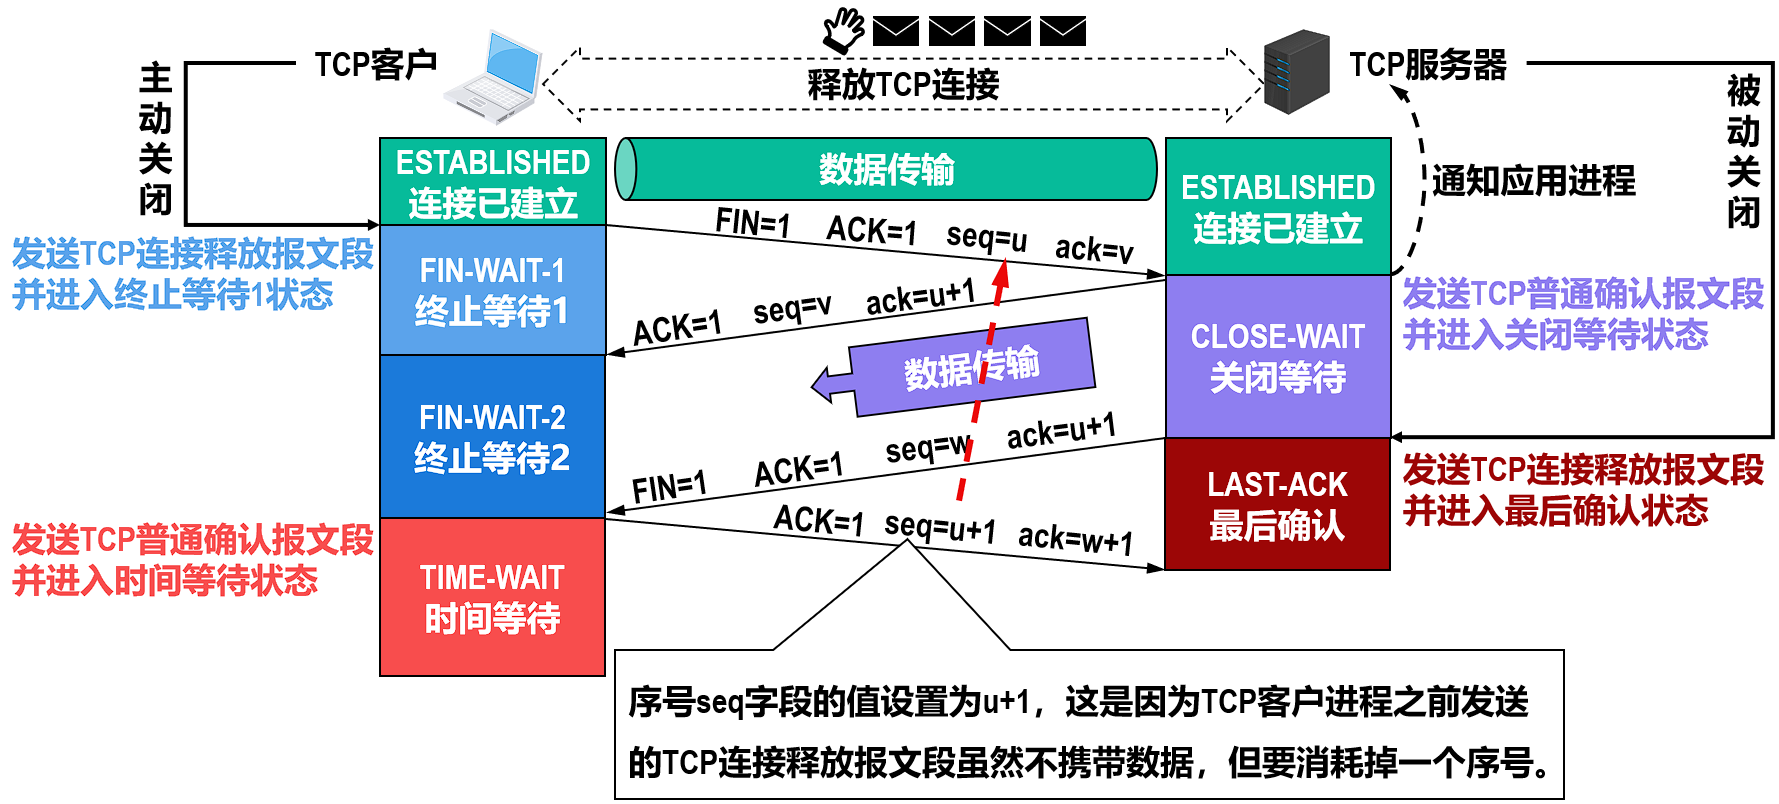 TCP客户
释放TCP连接
TCP服务器
主动关闭
被动关闭
通知应用进程
ESTABLISHED
连接已建立
数据传输
ESTABLISHED
连接已建立
FIN=1 ACK=1 seq=u ack=v
发送TCP连接释放报文段
并进入终止等待1状态
FIN-WAIT-1
终止等待1
ACK=1 seq=v ack=u+1
CLOSE-WAIT
关闭等待
发送TCP普通确认报文段
并进入关闭等待状态
数据传输
FIN-WAIT-2
终止等待2
FIN=1 ACK=1 seq=w ack=u+1
LAST-ACK
最后确认
发送TCP连接释放报文段
并进入最后确认状态
ACK=1 seq=u+1 ack=w+1
发送TCP普通确认报文段
并进入时间等待状态
TIME-WAIT
时间等待
序号seq字段的值设置为u+1，这是因为TCP客户进程之前发送
的TCP连接释放报文段虽然不携带数据，但要消耗掉一个序号。